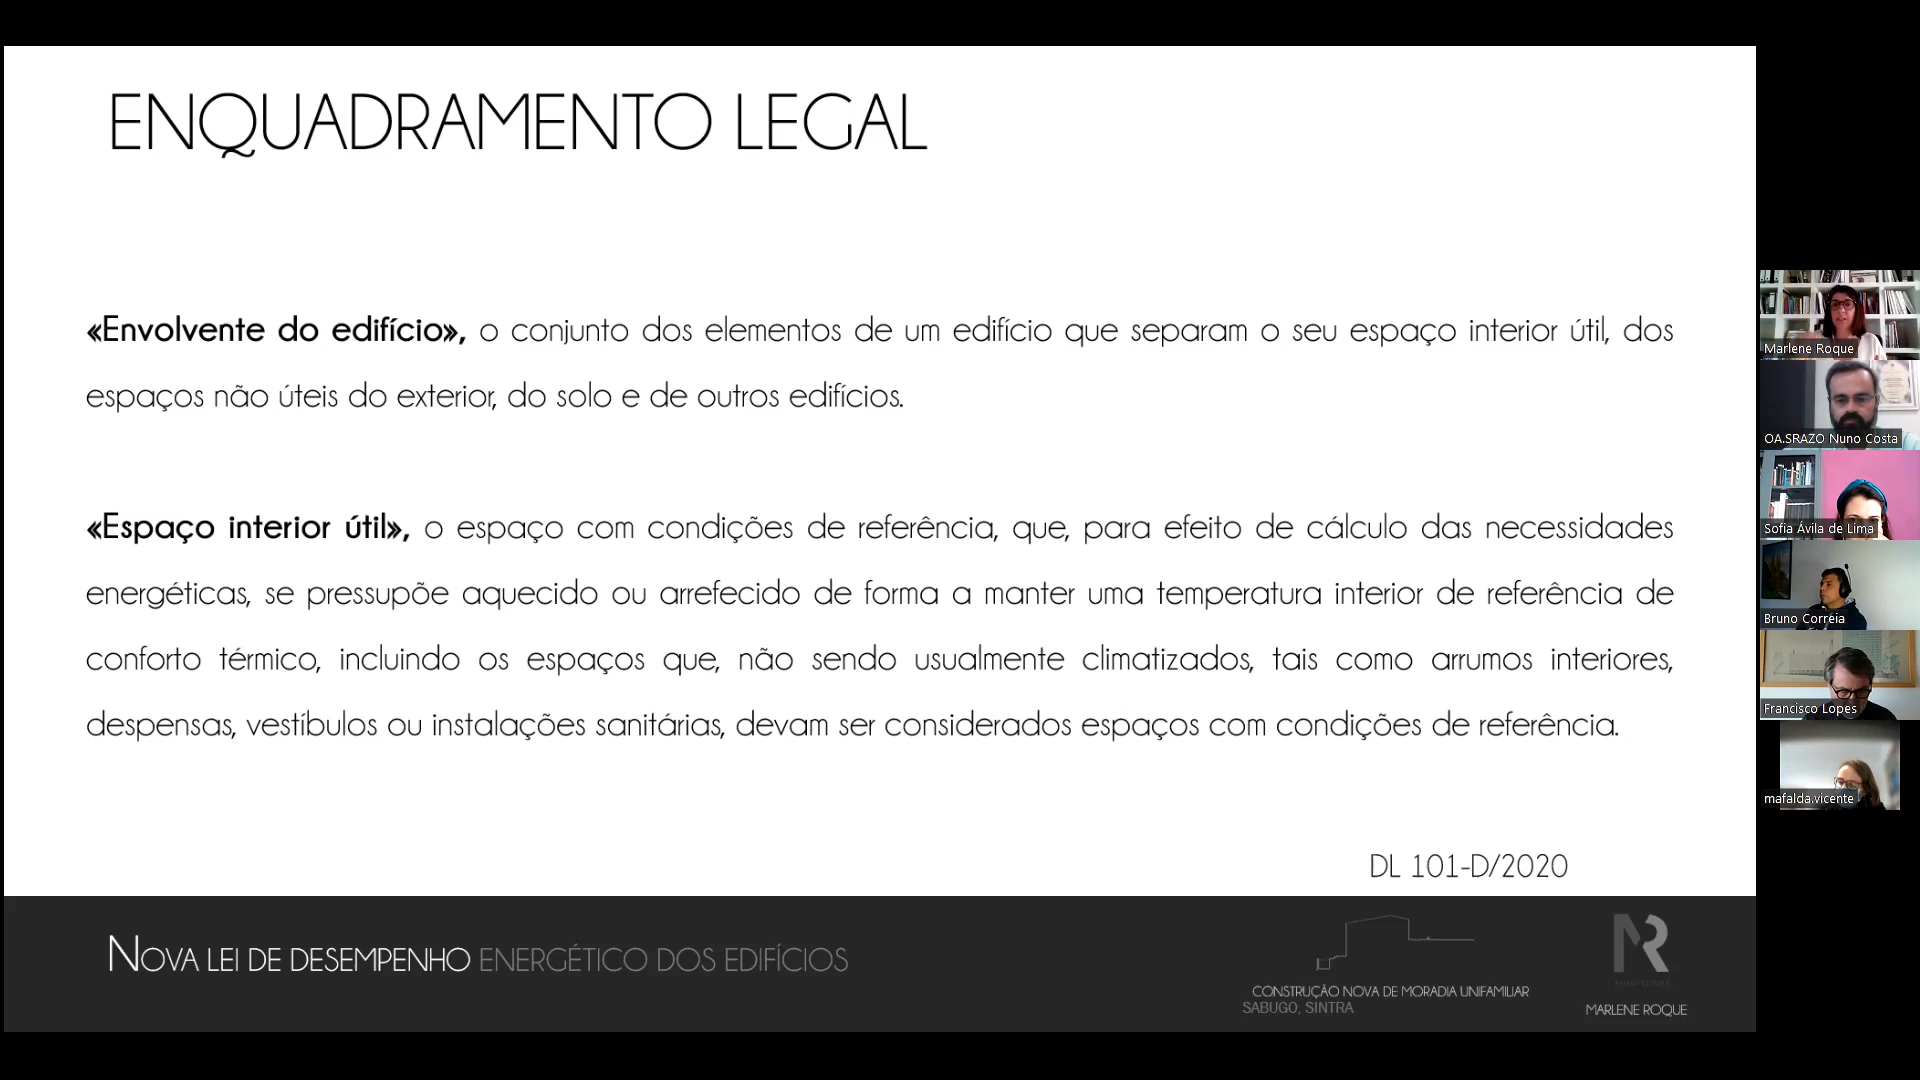 ENQUADRAMENTO LEGAL
«Envolvente do edifício», o conjunto dos elementos de um edifício que separam o seu espaço interior útil, dos
espaços não úteis do exterior, do solo e de outros edifícios.
«Espaço interior útil», o espaço com condições de referência, que, para efeito de cálculo das necessidades
energéticas, se pressupõe aquecido ou arrefecido de forma a manter uma temperatura interior de referência de
conforto térmico, incluindo os espaços que, não sendo usualmente climatizados, tais como arrumos interiores,
despensas, vestíbulos ou instalações sanitárias, devam ser considerados espaços com condições de referência.
DL 101-D/2020
NOVA LEI DE DESEMPENHO ENERGÉTICO DOS EDIFÍCIOS
CONSTRUÇÃO NOVA DE MORADIA UNIFAMILIAR
SABUGO, SINTRA
MR
MARLENE ROQUE
Marlene Roque
OA.SRAZO Nuno Costa
Sofia Ávila de Lima
Bruno Correia
Francisco Lopes
mafalda.vicente